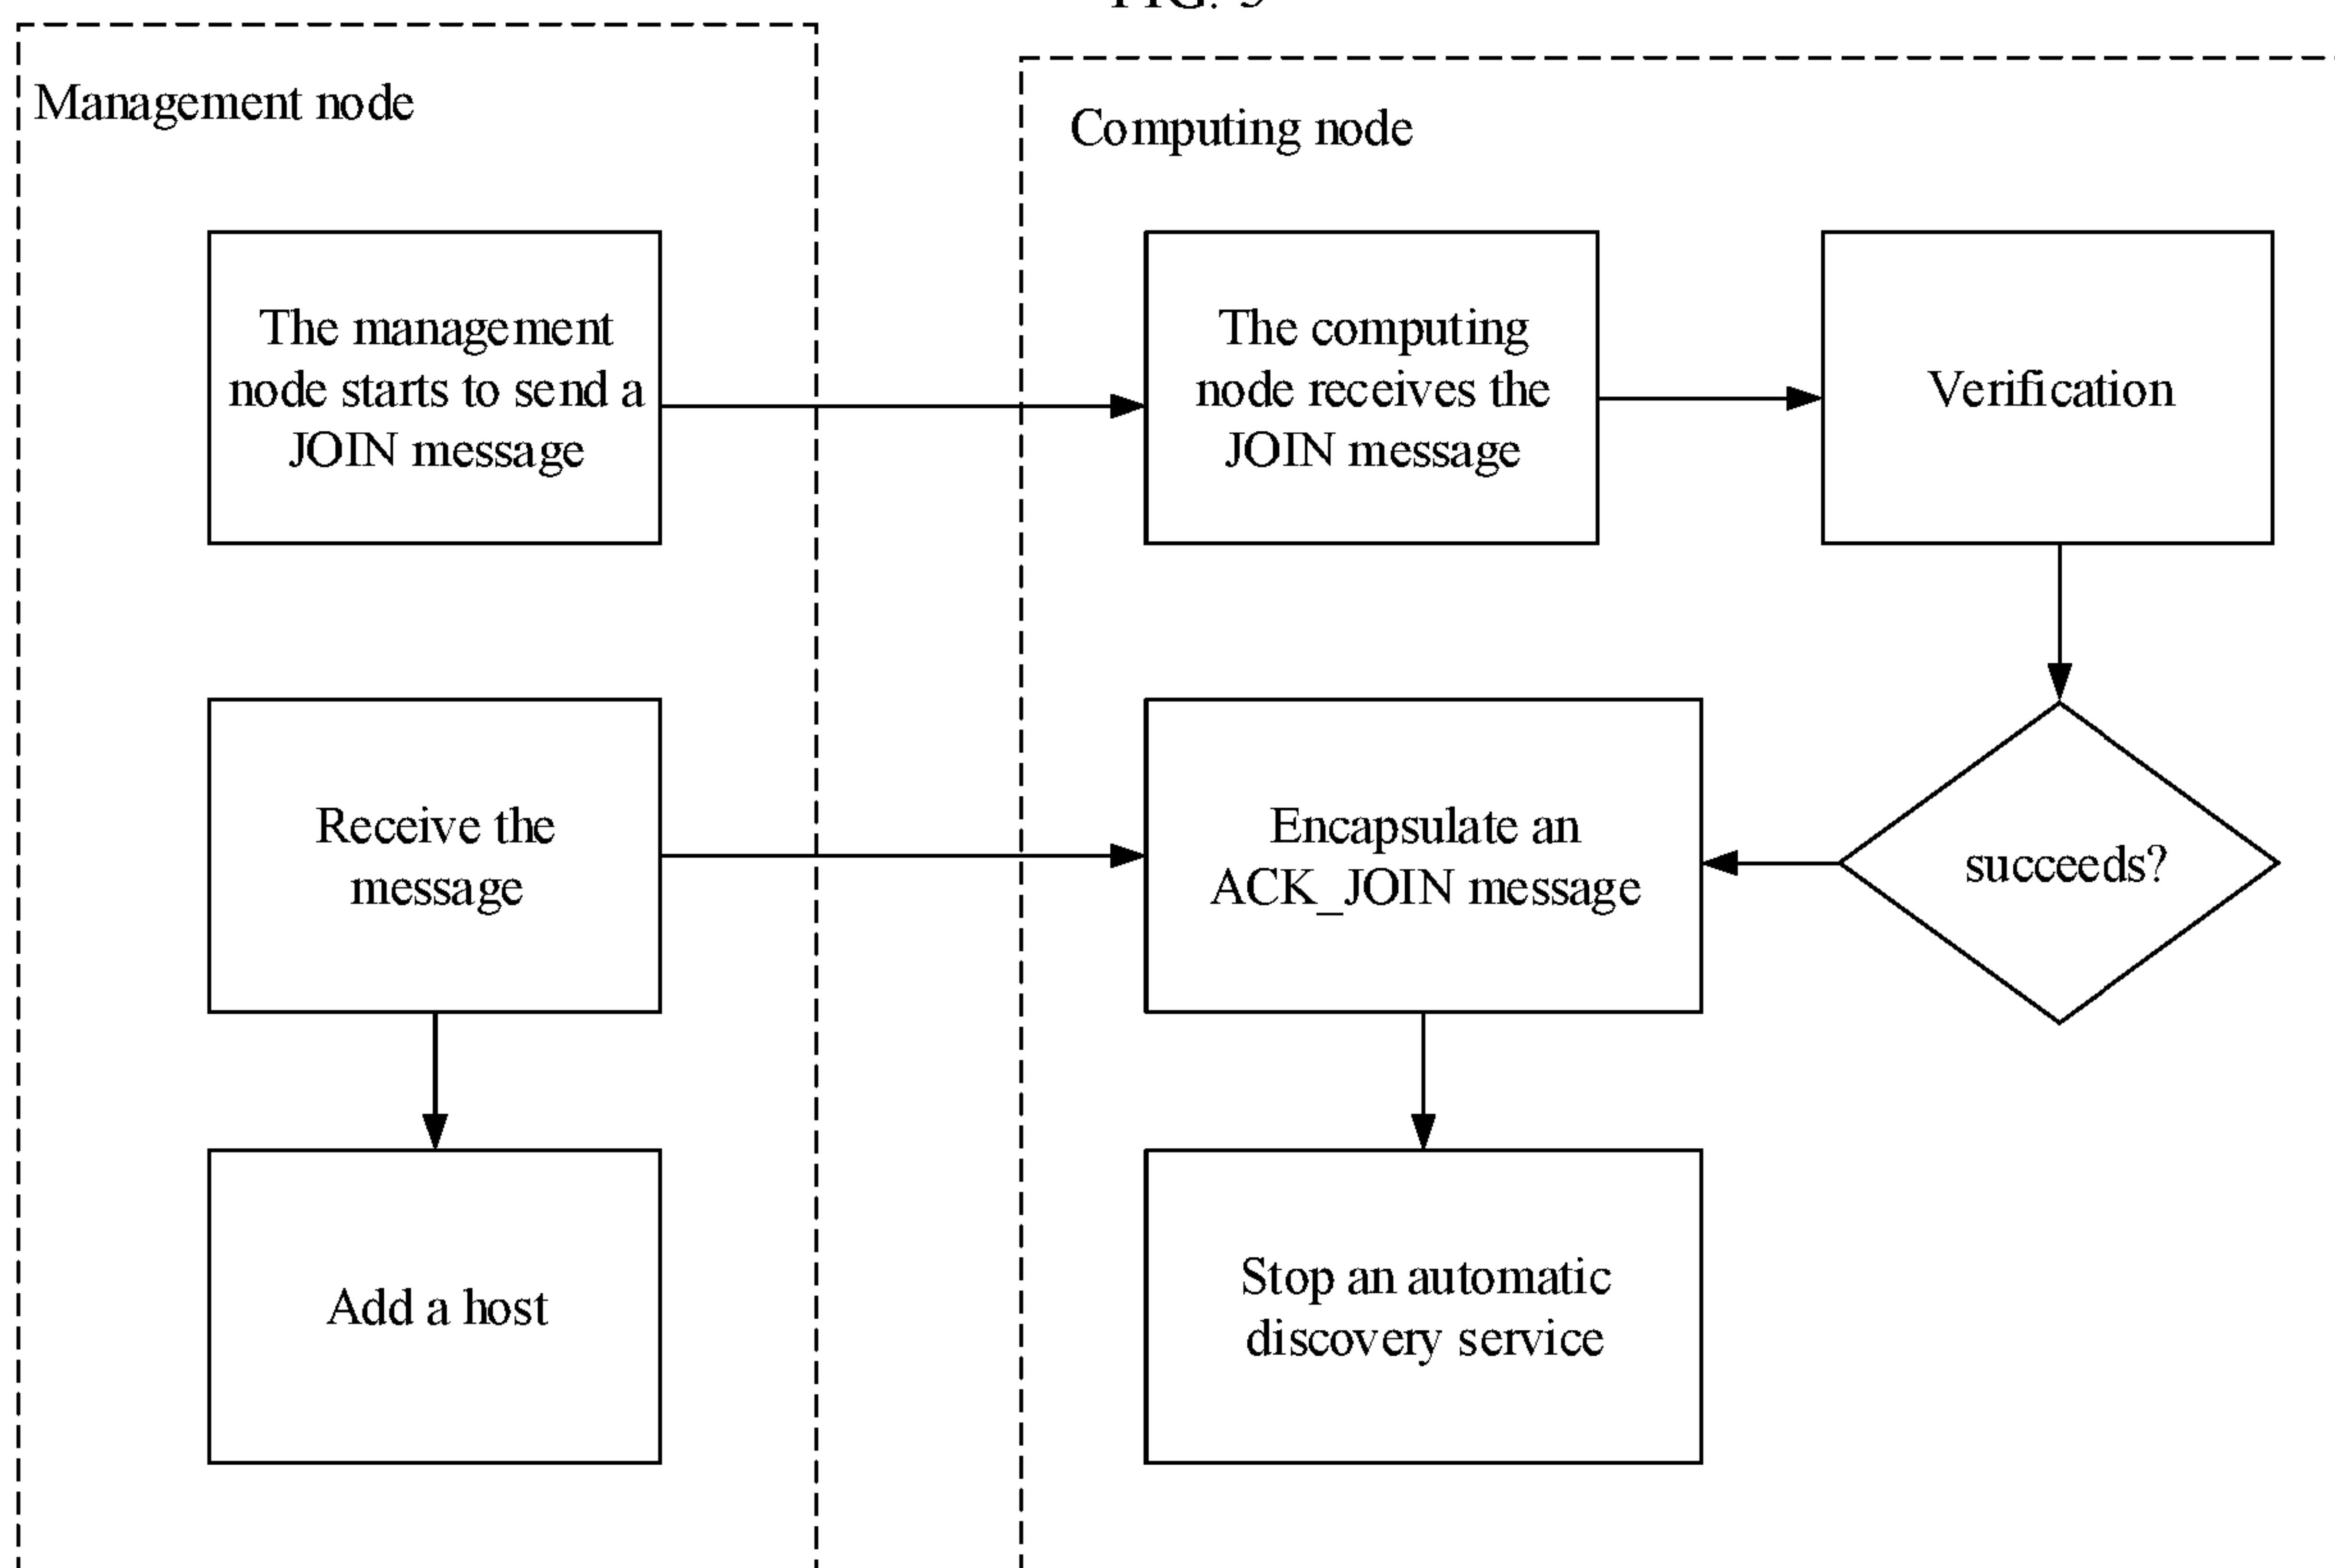 Management node
Computing node
The management
node starts to send a
JOIN message
The computing
node receives the
JOIN message
Verification
Receive the
message
Encapsulate an
ACK_JOIN message
succeeds?
Add a host
Stop an automatic
discovery service